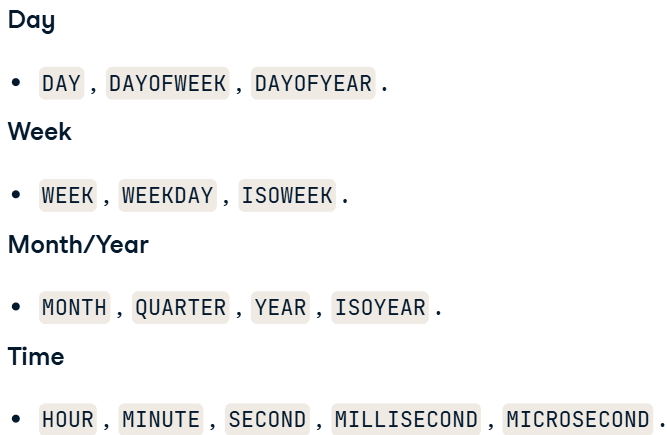 Day
• DAY, DAYOFWEEK, DAYOFYEAR.
Week
• WEEK, WEEKDAY, ISOWEEK.
Month/Year
• MONTH, QUARTER, YEAR, ISOYEAR.
Time
• HOUR, MINUTE, SECOND, MILLISECOND, MICROSECOND.